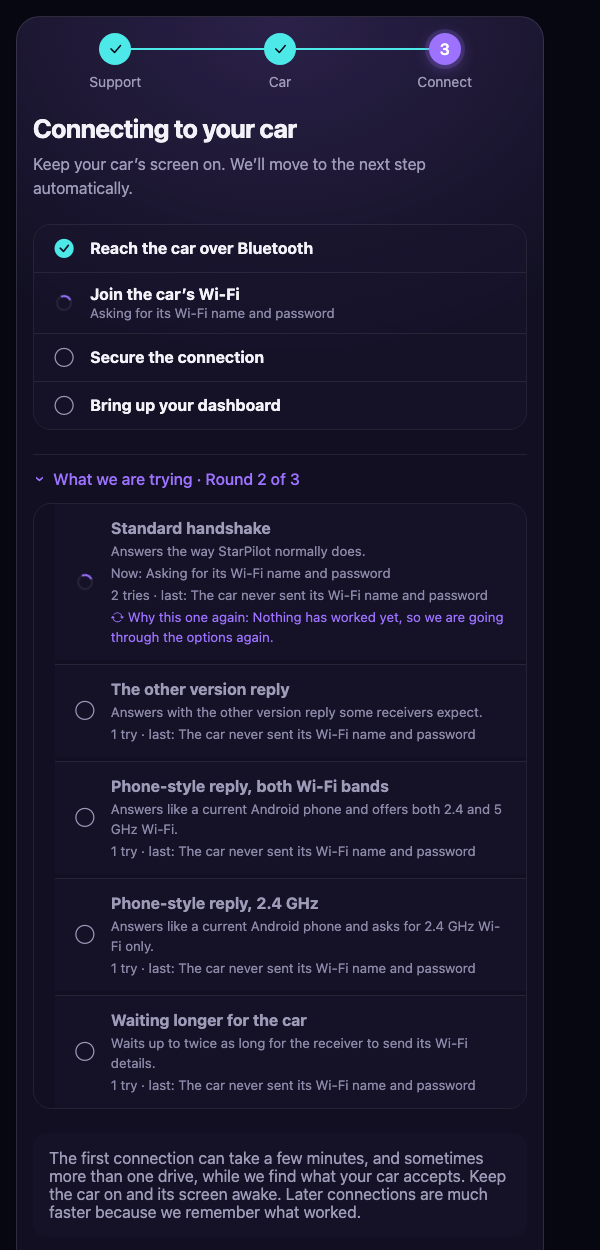 3
Support
Car
Connect
Connecting to your car
Keep your car’s screen on. We’ll move to the next step
automatically.
Reach the car over Bluetooth
Join the car’s Wi-Fi
Asking for its Wi-Fi name and password
Secure the connection
Bring up your dashboard
What we are trying · Round 2 of 3
Standard handshake
Answers the way StarPilot normally does.
Now: Asking for its Wi-Fi name and password
2 tries · last: The car never sent its Wi-Fi name and password
Why this one again: Nothing has worked yet, so we are going
through the options again.
The other version reply
Answers with the other version reply some receivers expect.
1 try · last: The car never sent its Wi-Fi name and password
Phone-style reply, both Wi-Fi bands
Answers like a current Android phone and offers both 2.4 and 5
GHz Wi-Fi.
1 try · last: The car never sent its Wi-Fi name and password
Phone-style reply, 2.4 GHz
Answers like a current Android phone and asks for 2.4 GHz Wi-
Fi only.
1 try · last: The car never sent its Wi-Fi name and password
Waiting longer for the car
Waits up to twice as long for the receiver to send its Wi-Fi
details.
1 try · last: The car never sent its Wi-Fi name and password
The first connection can take a few minutes, and sometimes
more than one drive, while we find what your car accepts. Keep
the car on and its screen awake. Later connections are much
faster because we remember what worked.